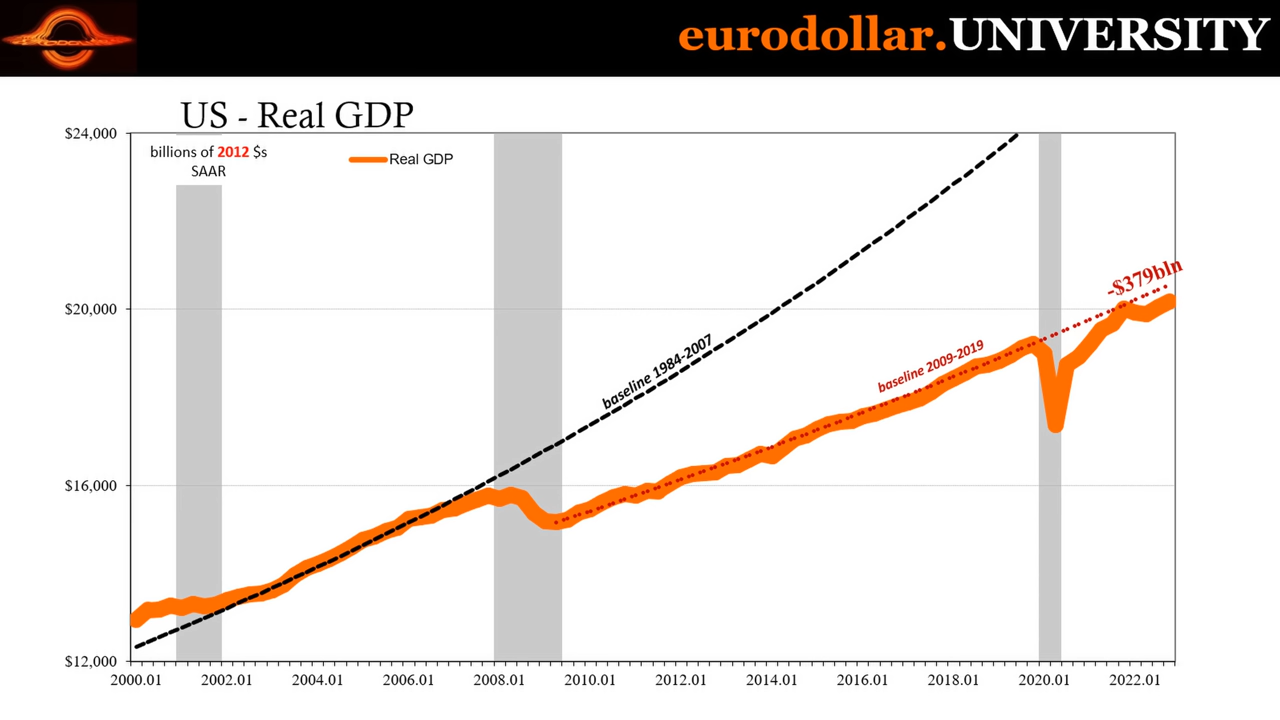 eurodollar.UNIVERSITY
US - Real GDP
$24,000
billions of 2012 $s
SAAR
Real GDP
-$379bln
$20,000
baseline 1984-2007
baseline 2009-2019
$16,000
$12,000
2000.01 2002.01 2004.01 2006.01 2008.01 2010.01 2012.01 2014.01 2016.01 2018.01 2020.01 2022.01